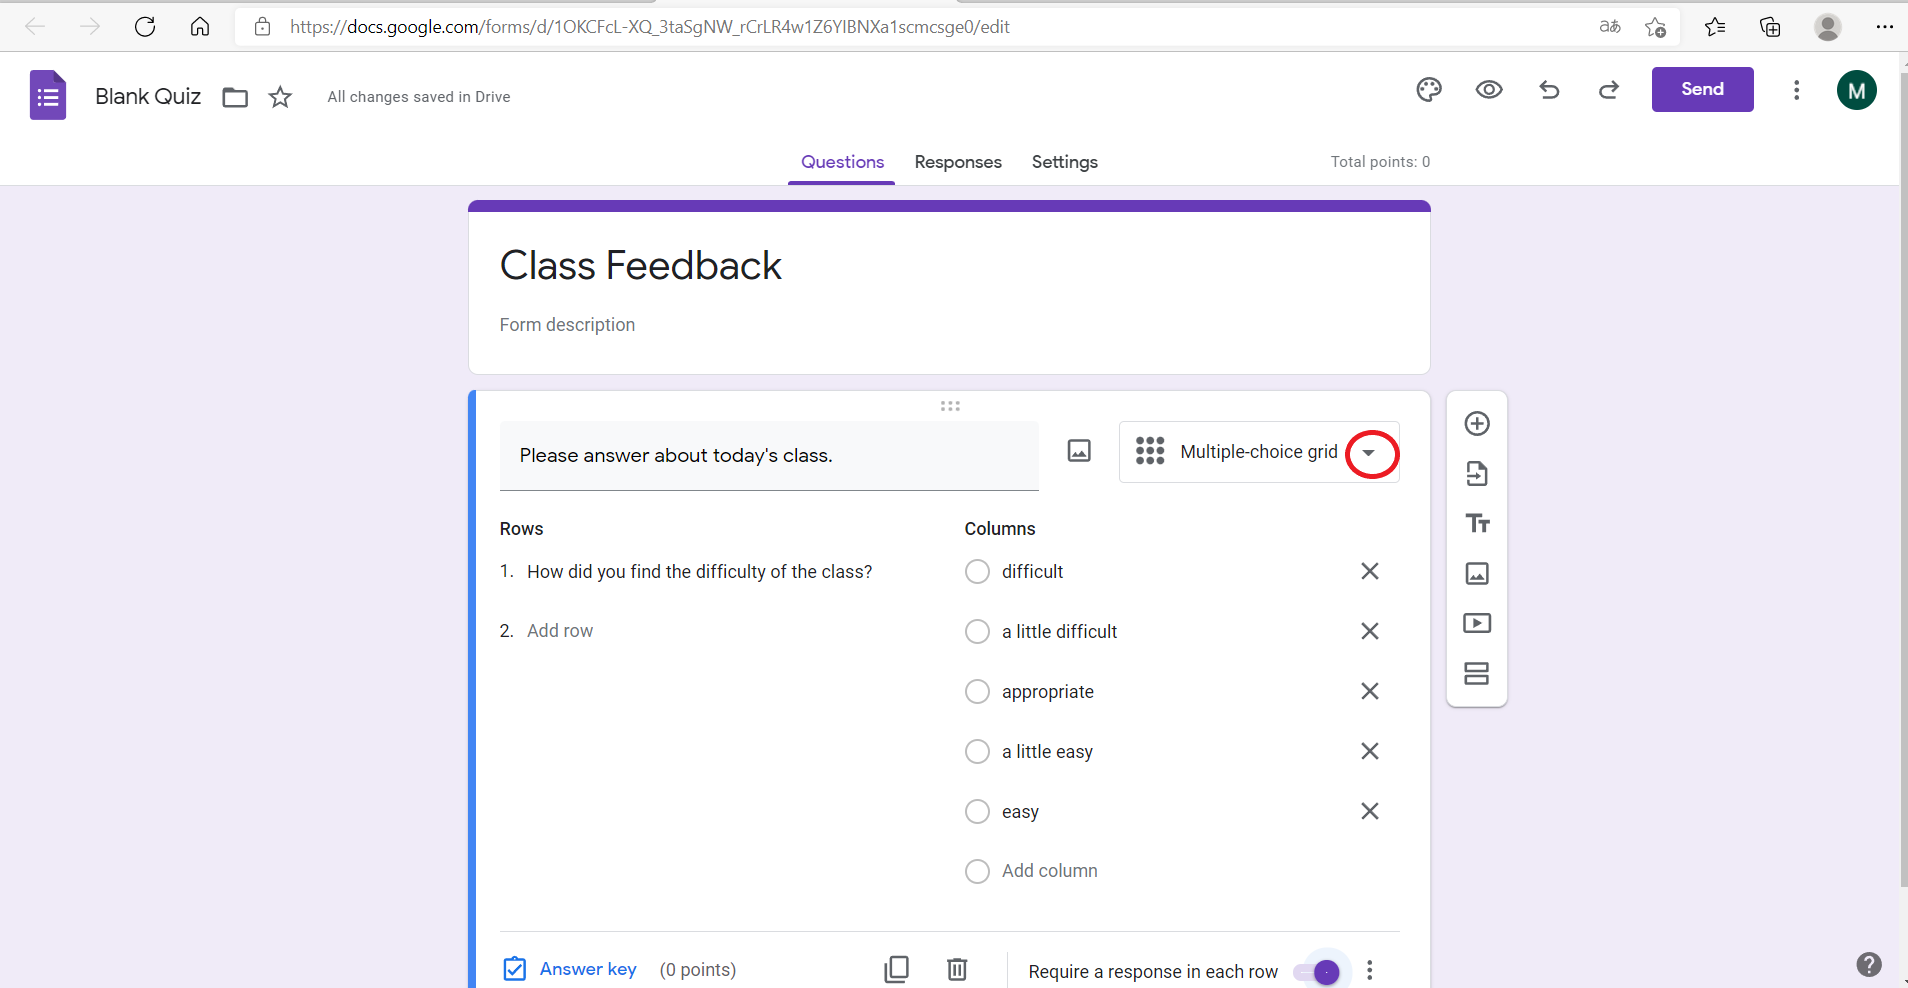 https://docs.google.com/forms/d/1OKCFcL-XQ_3taSgNW_rCrLR4w1Z6YIBNXa1scmcsge0/edit
aあ
Blank Quiz
All changes saved in Drive
Send
M
Questions
Responses
Settings
Total points: 0
Class Feedback
Form description
Please answer about today's class.
Multiple-choice grid
Tт
Rows
Columns
1. How did you find the difficulty of the class?
difficult
2. Add row
a little difficult
appropriate
a little easy
easy
Add column
Answer key
(0 points)
Require a response in each row
?